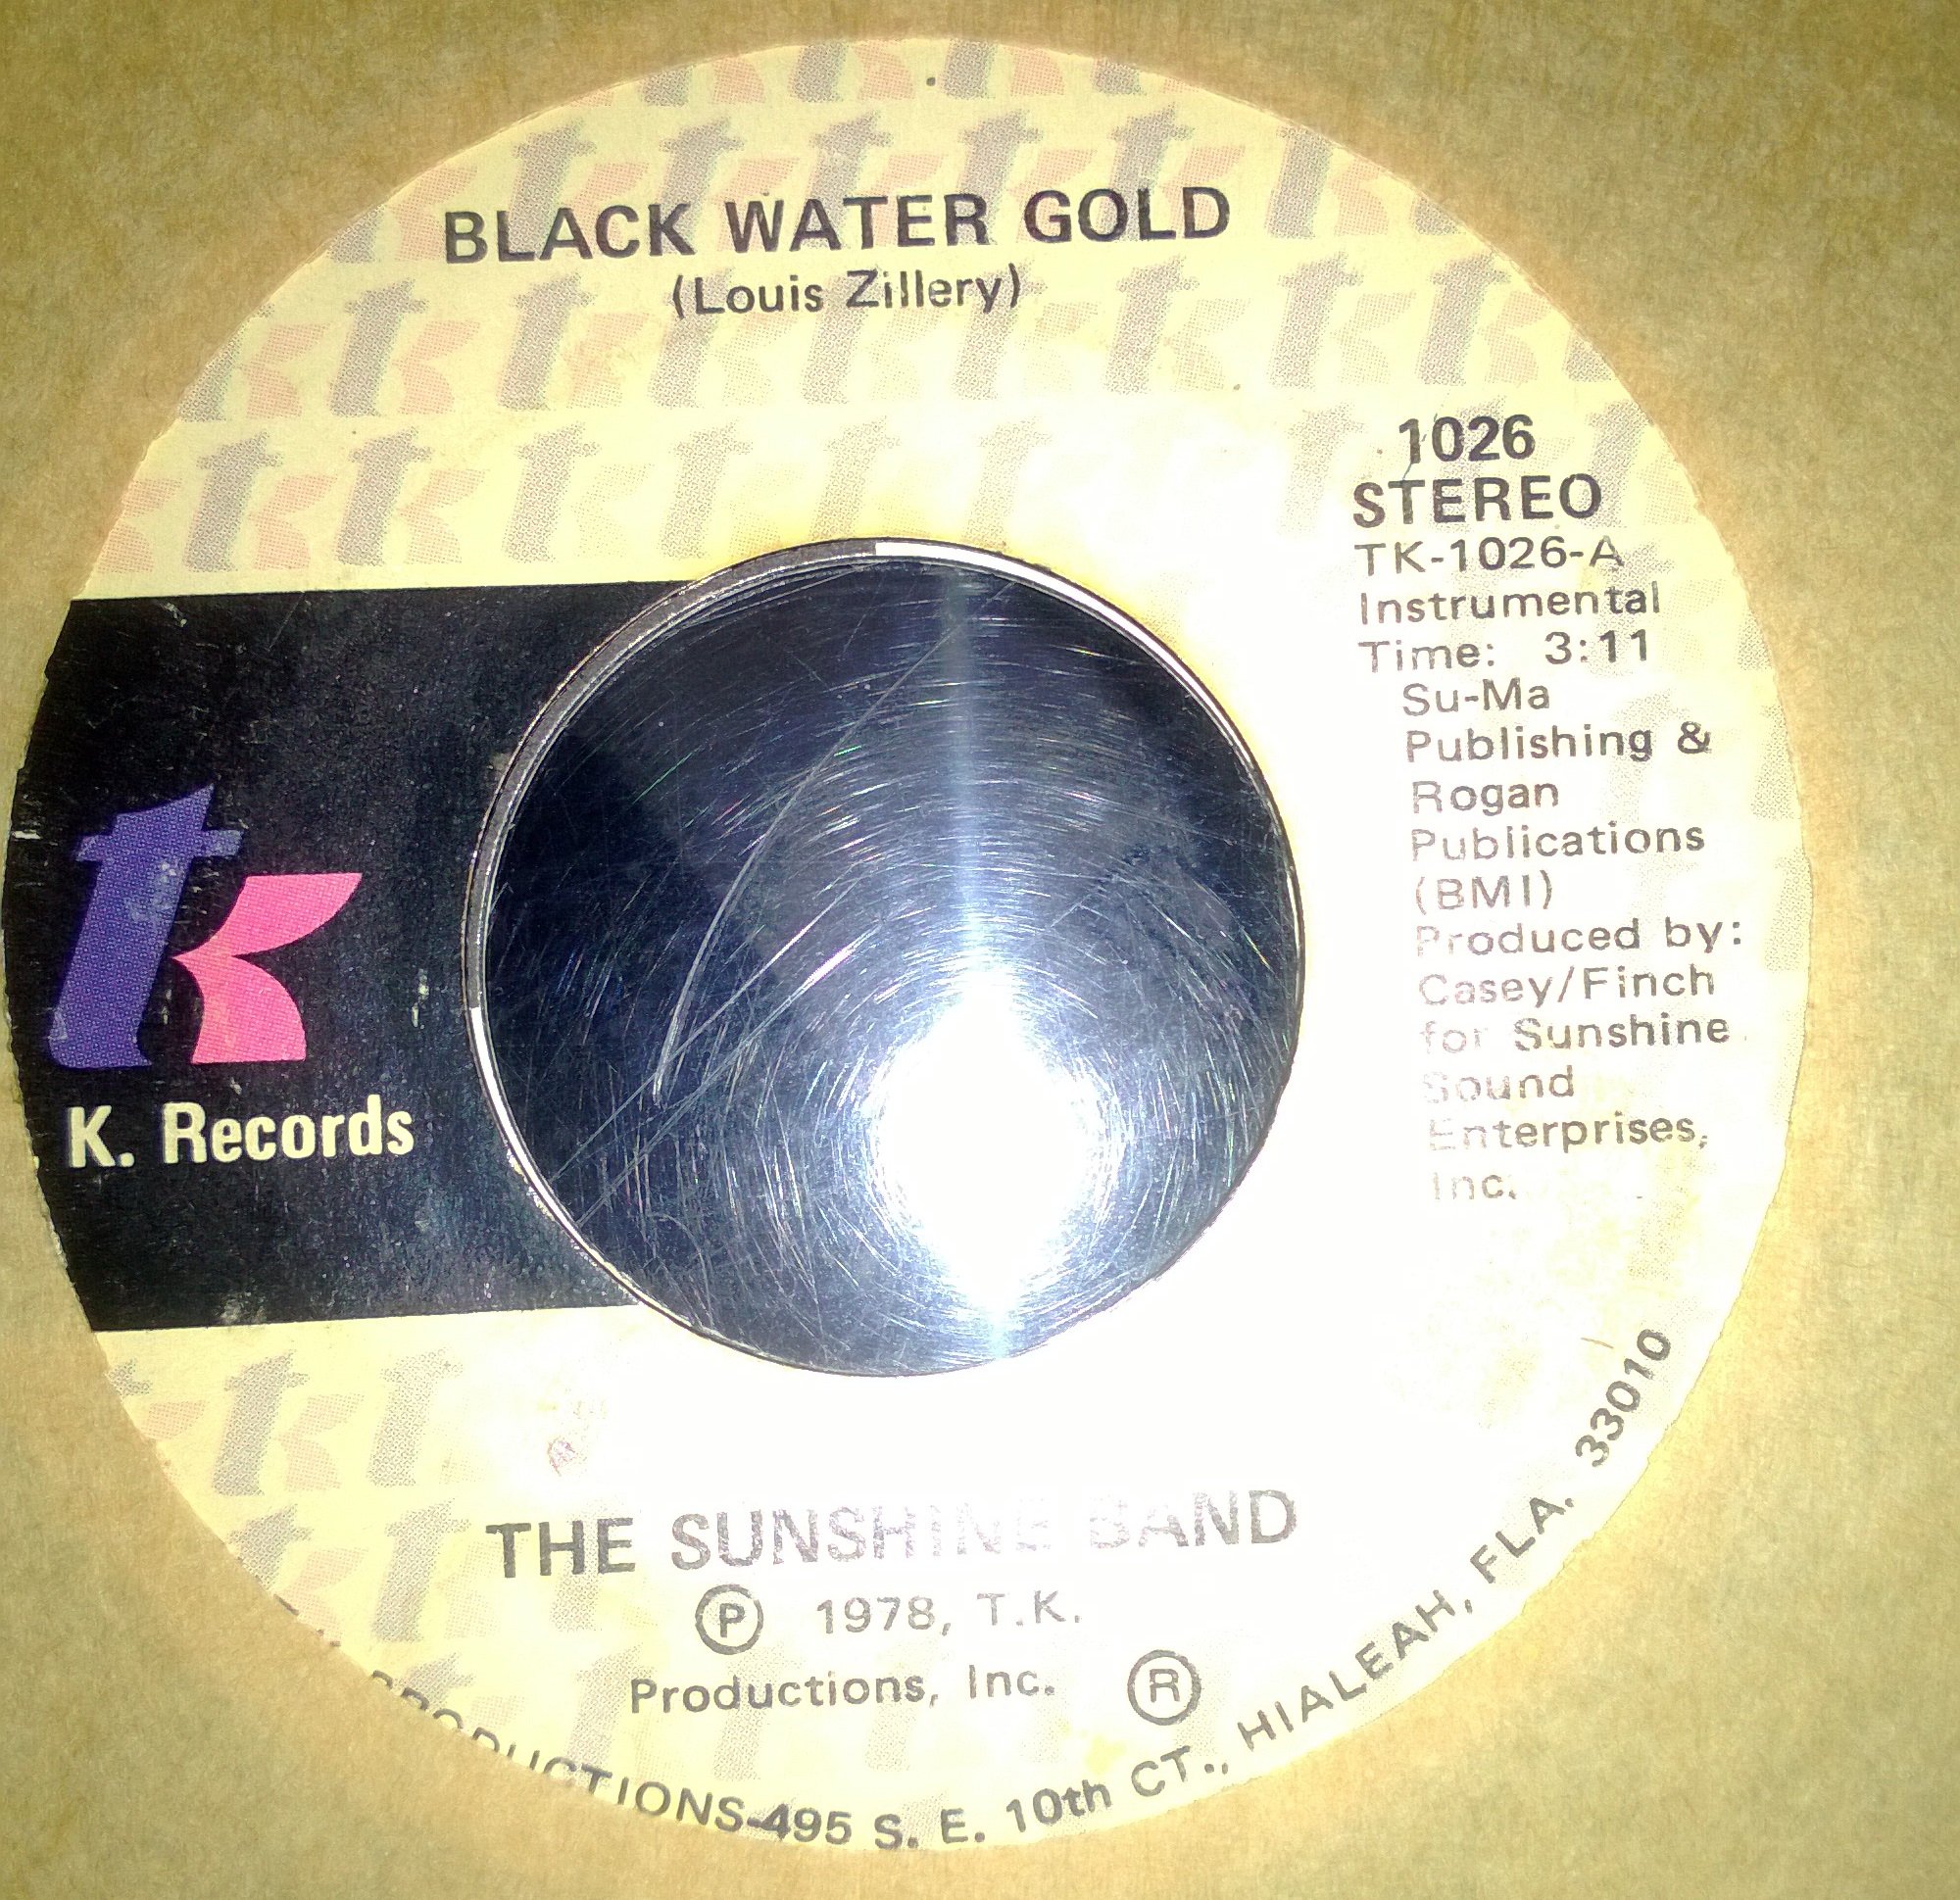 BLACK WATER GOLD
(Louis Zillery)
1026
STEREO
TK-1026-A
Instrumental
Time: 3:11
Su-Ma
Publishing &
Rogan
Publications
(BMI)
Produced by:
Casey/Finch
for Sunshine
Sound
Enterprises,
Inc.
tk
K. Records
THE SUNSHINE BAND
Ⓟ 1978, T.K.
Productions, Inc. ®
PRODUCTIONS-495 S. E. 10th CT., HIALEAH, FLA. 33010